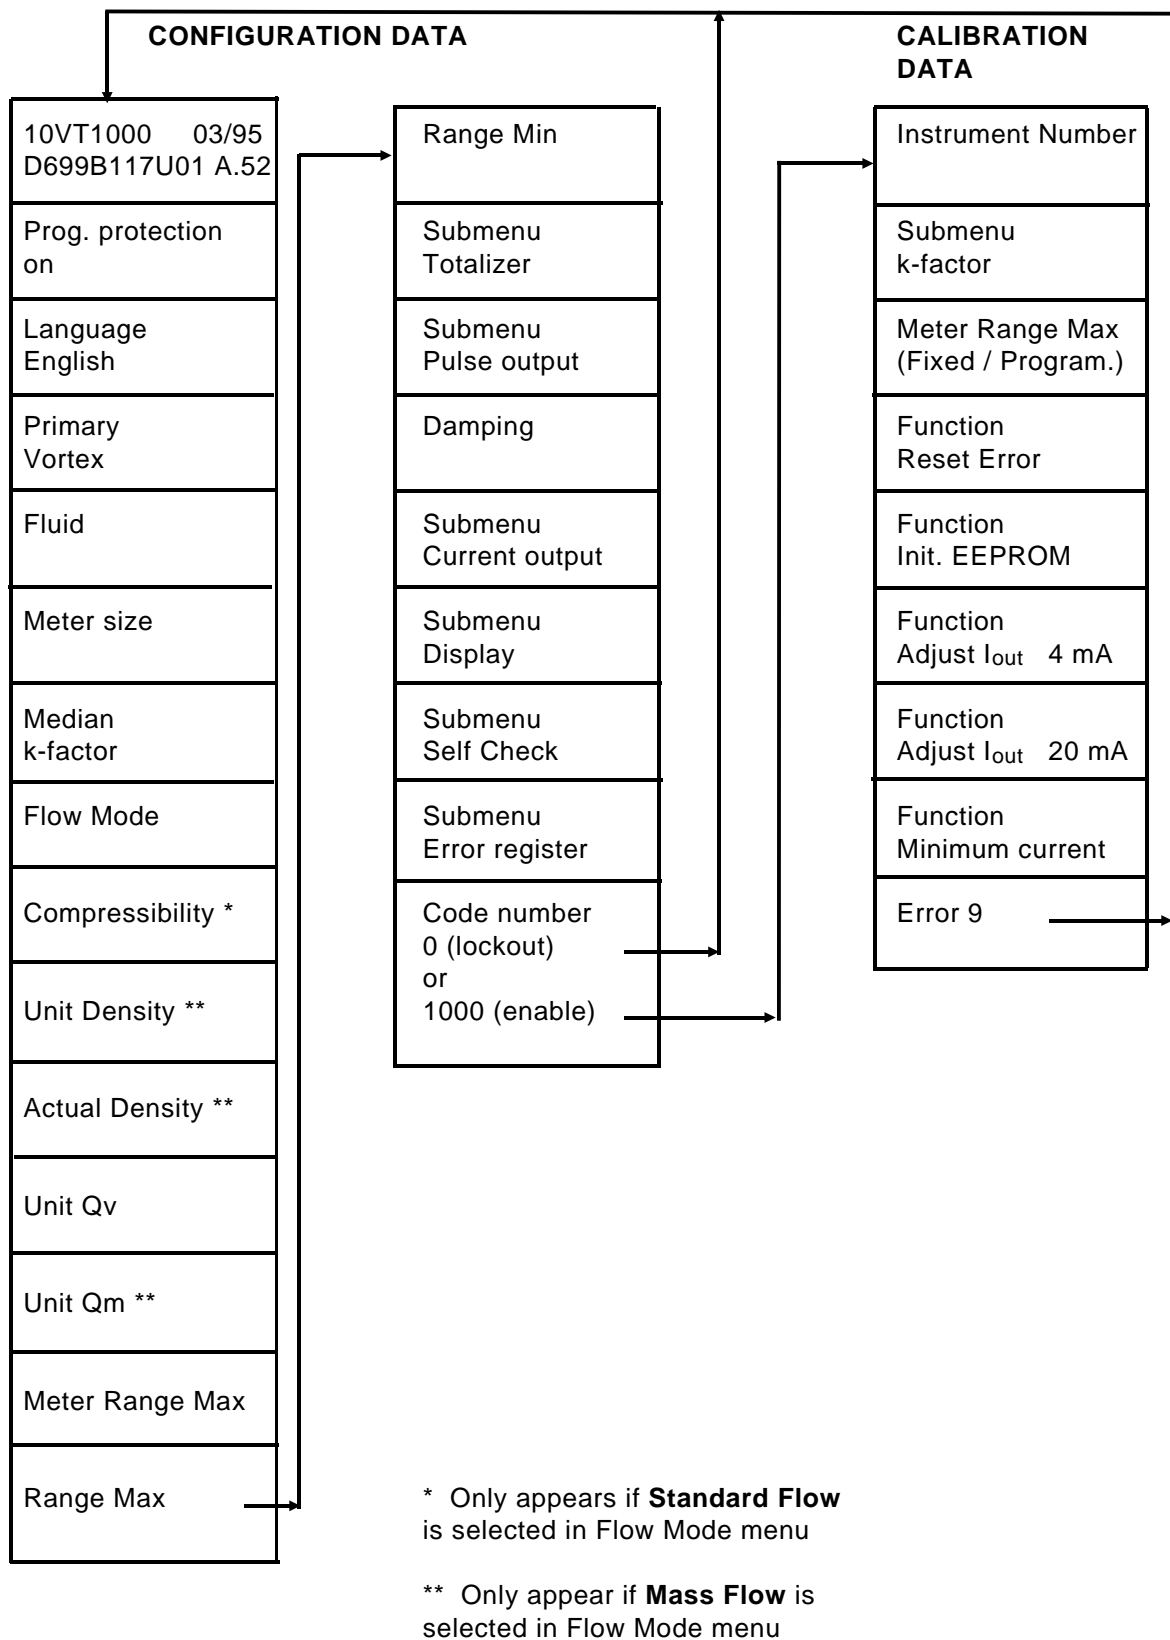 CONFIGURATION DATA
10VT1000 03/95
D699B117U01 A.52
Prog. protection
on
Language
English
Primary
Vortex
Fluid
Meter size
Median
k-factor
Flow Mode
Compressibility *
Unit Density **
Actual Density **
Unit Qv
Unit Qm **
Meter Range Max
Range Max
Range Min
Submenu
Totalizer
Submenu
Pulse output
Damping
Submenu
Current output
Submenu
Display
Submenu
Self Check
Submenu
Error register
Code number
0 (lockout)
or
1000 (enable)
CALIBRATION
DATA
Instrument Number
Submenu
k-factor
Meter Range Max
(Fixed / Program.)
Function
Reset Error
Function
Init. EEPROM
Function
Adjust Iout 4 mA
Function
Adjust Iout 20 mA
Function
Minimum current
Error 9
* Only appears if Standard Flow
is selected in Flow Mode menu
** Only appear if Mass Flow is
selected in Flow Mode menu